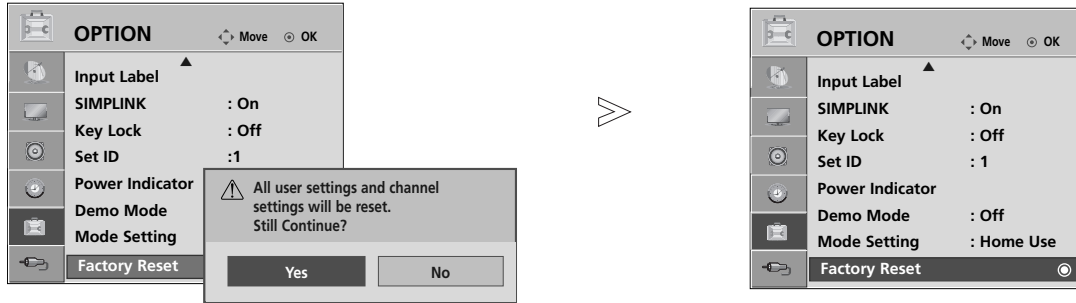 OPTION Move OK
Input Label
SIMPLINK : On
Key Lock : Off
Set ID :1
Power Indicator
Demo Mode
Mode Setting
Factory Reset
All user settings and channel
settings will be reset.
Still Continue?
Yes No
OPTION Move OK
Input Label
SIMPLINK : On
Key Lock : Off
Set ID : 1
Power Indicator
Demo Mode : Off
Mode Setting : Home Use
Factory Reset